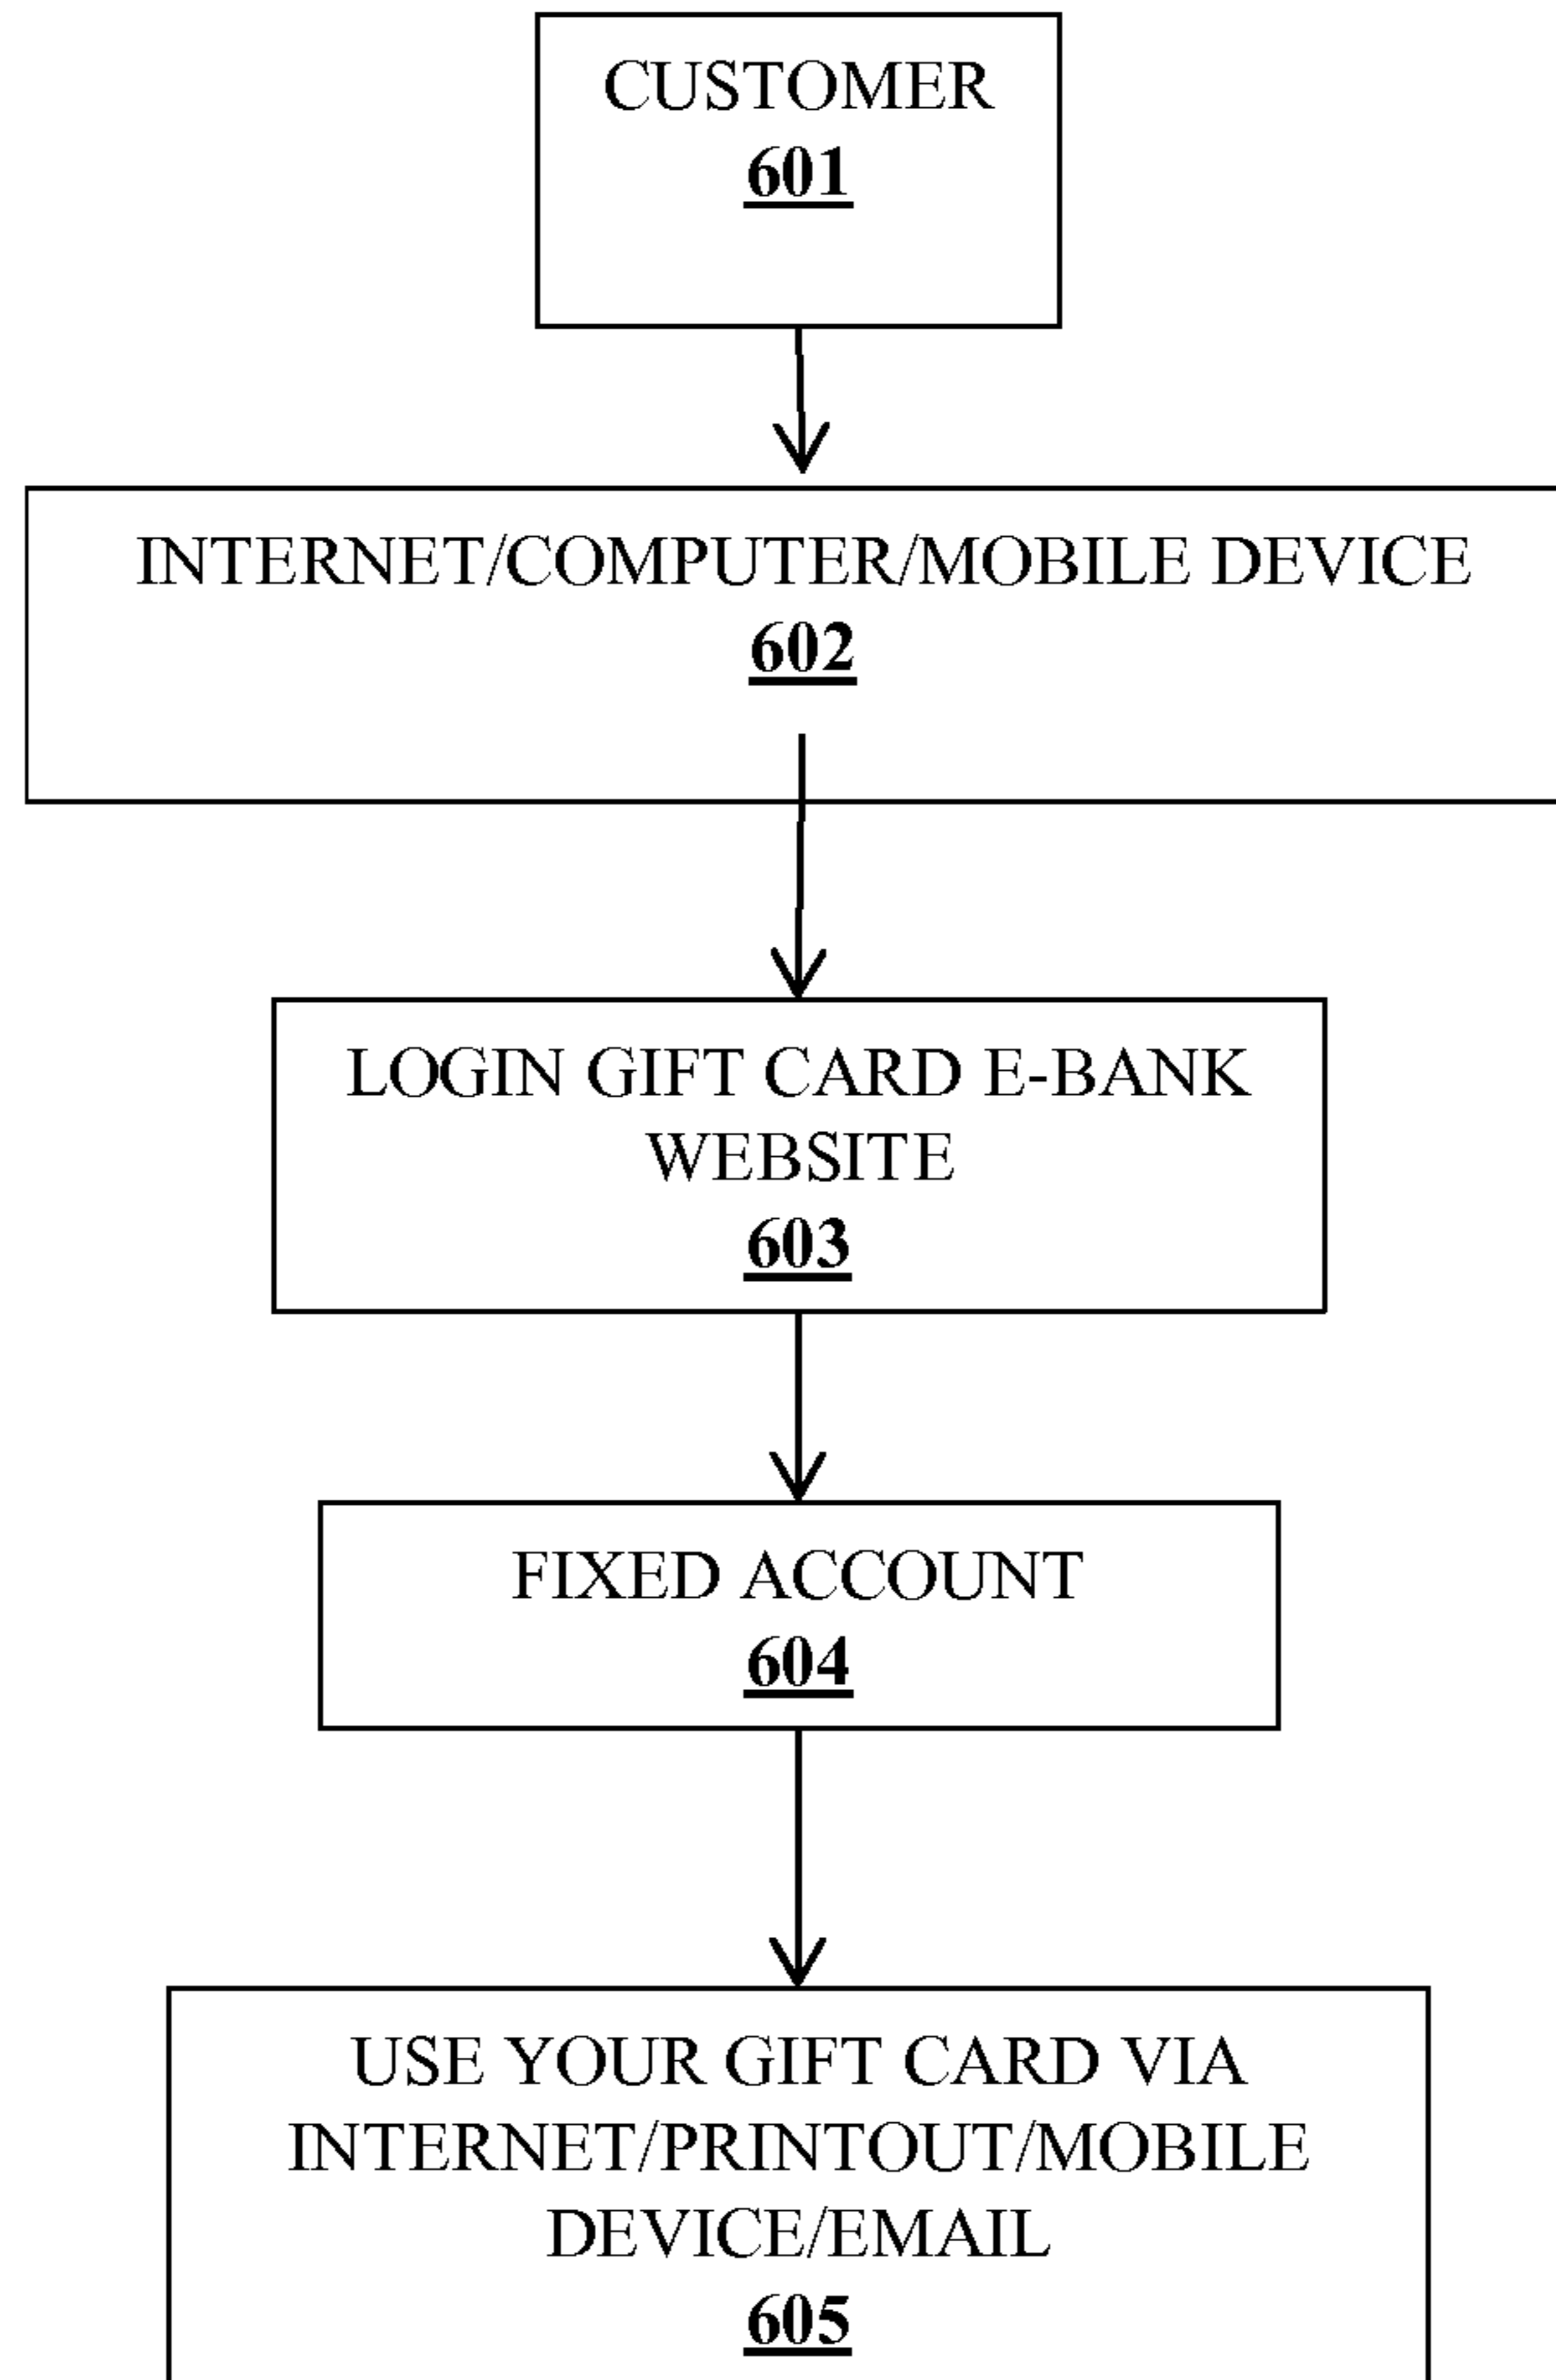 CUSTOMER
601
INTERNET/COMPUTER/MOBILE DEVICE
602
LOGIN GIFT CARD E-BANK
WEBSITE
603
FIXED ACCOUNT
604
USE YOUR GIFT CARD VIA
INTERNET/PRINTOUT/MOBILE
DEVICE/EMAIL
605